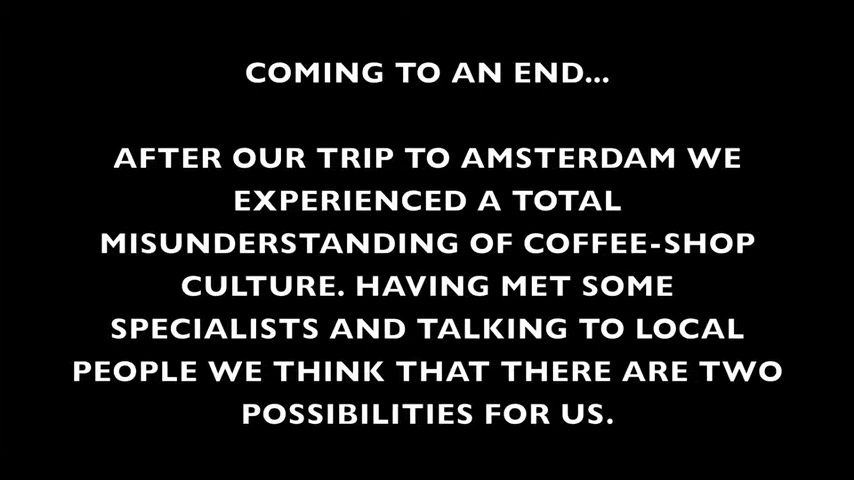 COMING TO AN END...
AFTER OUR TRIP TO AMSTERDAM WE
EXPERIENCED A TOTAL
MISUNDERSTANDING OF COFFEE-SHOP
CULTURE. HAVING MET SOME
SPECIALISTS AND TALKING TO LOCAL
PEOPLE WE THINK THAT THERE ARE TWO
POSSIBILITIES FOR US.